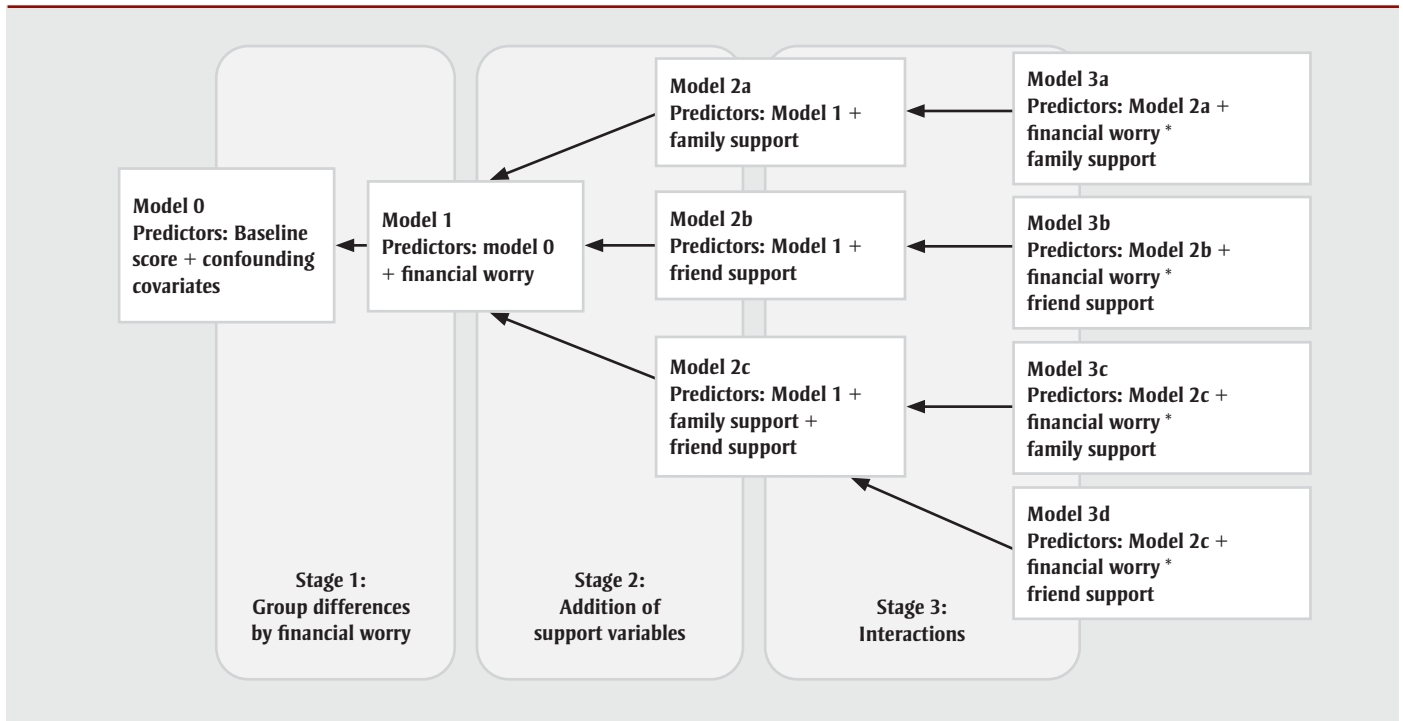 Model 0
Predictors: Baseline
score + confounding
covariates
Model 1
Predictors: model 0
+ financial worry
Model 2a
Predictors: Model 1 +
family support
Model 2b
Predictors: Model 1 +
friend support
Model 2c
Predictors: Model 1 +
family support +
friend support
Model 3a
Predictors: Model 2a +
financial worry *
family support
Model 3b
Predictors: Model 2b +
financial worry *
friend support
Model 3c
Predictors: Model 2c +
financial worry *
family support
Model 3d
Predictors: Model 2c +
financial worry *
friend support
Stage 1:
Group differences
by financial worry
Stage 2:
Addition of
support variables
Stage 3:
Interactions